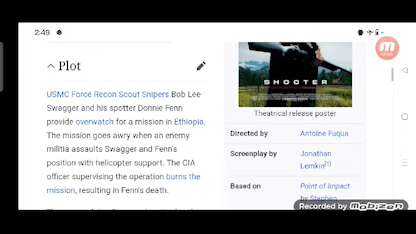 2:49
Plot
USMC Force Recon Scout Snipers Bob Lee
Swagger and his spotter Donnie Fenn
provide overwatch for a mission in Ethiopia.
The mission goes awry when an enemy
militia assaults Swagger and Fenn's
position with helicopter support. The CIA
officer supervising the operation burns the
mission, resulting in Fenn's death.
SHOOTER
Theatrical release poster
Directed by Antoine Fuqua
Screenplay by Jonathan
Lemkin[1]
Based on Point of Impact
by Stephen
Recorded by Mobizen